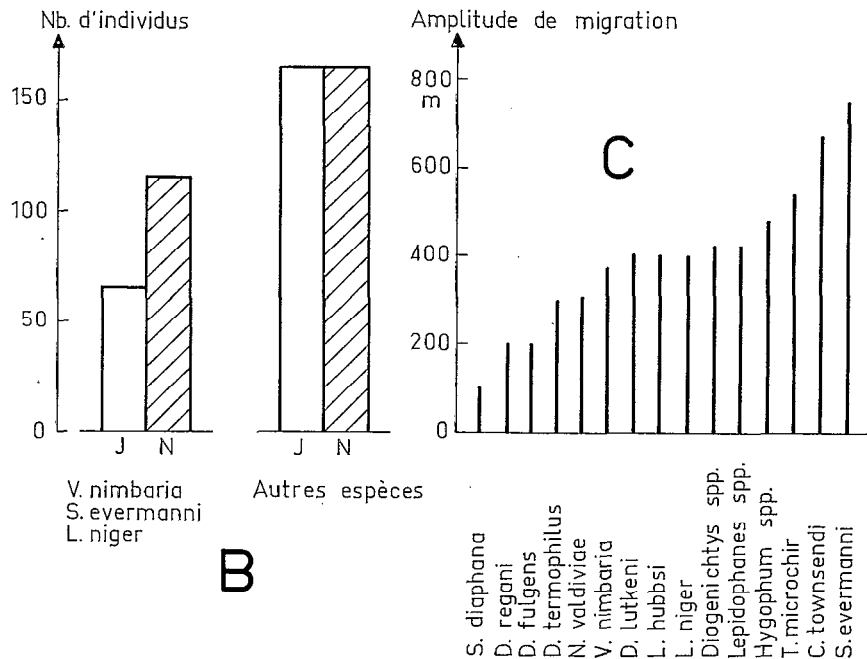 Nb. d'individus
150
100
50
0
J N
J N
V. nimbaria
S. evermanni
L. niger
Autres espèces
B
Amplitude de migration
800
m
600
400
200
0
C
S. diaphana
D. regani
D. fulgens
D. termophilus
N. valdiviae
V. nimbaria
D. lutkeni
L. hubbsi
L. niger
Diogenichtys spp.
Lepidophanes spp.
Hygophum spp.
T. microchir
C. townsendi
S. evermanni